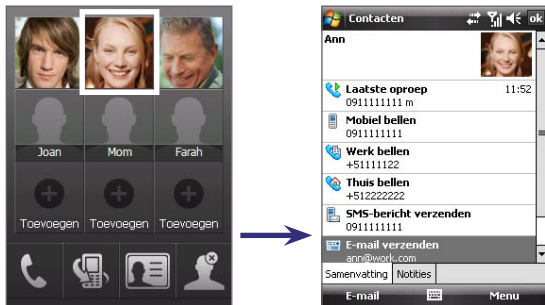 Joan Mom Farah
Toevoegen Toevoegen Toevoegen
Contacten ok
Ann
Laatste oproep 11:52
0911111111 m
Mobiel bellen
0911111111
Werk bellen
+51111122
Thuis bellen
+512222222
SMS-bericht verzenden
0911111111
E-mail verzenden
ann@work.com
Samenvatting Notities
E-mail Menu